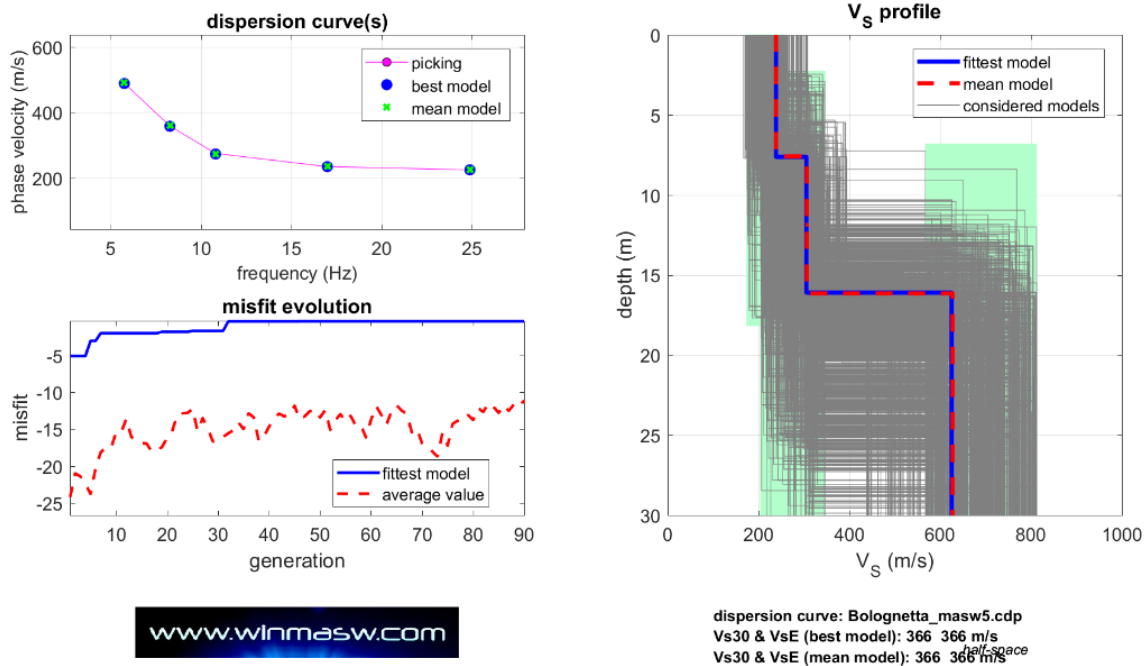 dispersion curve(s)
600
400
200
phase velocity (m/s)
picking
best model
mean model
5
10
15
20
25
frequency (Hz)
misfit evolution
-5
-10
-15
-20
-25
misfit
fittest model
average value
10
20
30
40
50
60
70
80
90
generation
www.winmasw.com
VS profile
0
5
10
15
20
25
30
depth (m)
fittest model
mean model
considered models
0
200
400
600
800
1000
VS (m/s)
dispersion curve: Bolognetta_masw5.cdp
Vs30 & VsE (best model): 366 366 m/s
half-space
Vs30 & VsE (mean model): 366 366 m/s